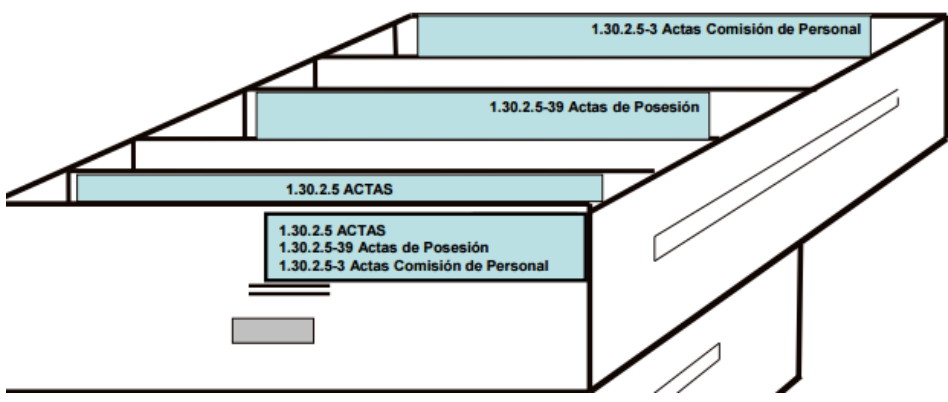 1.30.2.5-3 Actas Comisión de Personal
1.30.2.5-39 Actas de Posesión
1.30.2.5 ACTAS
1.30.2.5 ACTAS
1.30.2.5-39 Actas de Posesión
1.30.2.5-3 Actas Comisión de Personal